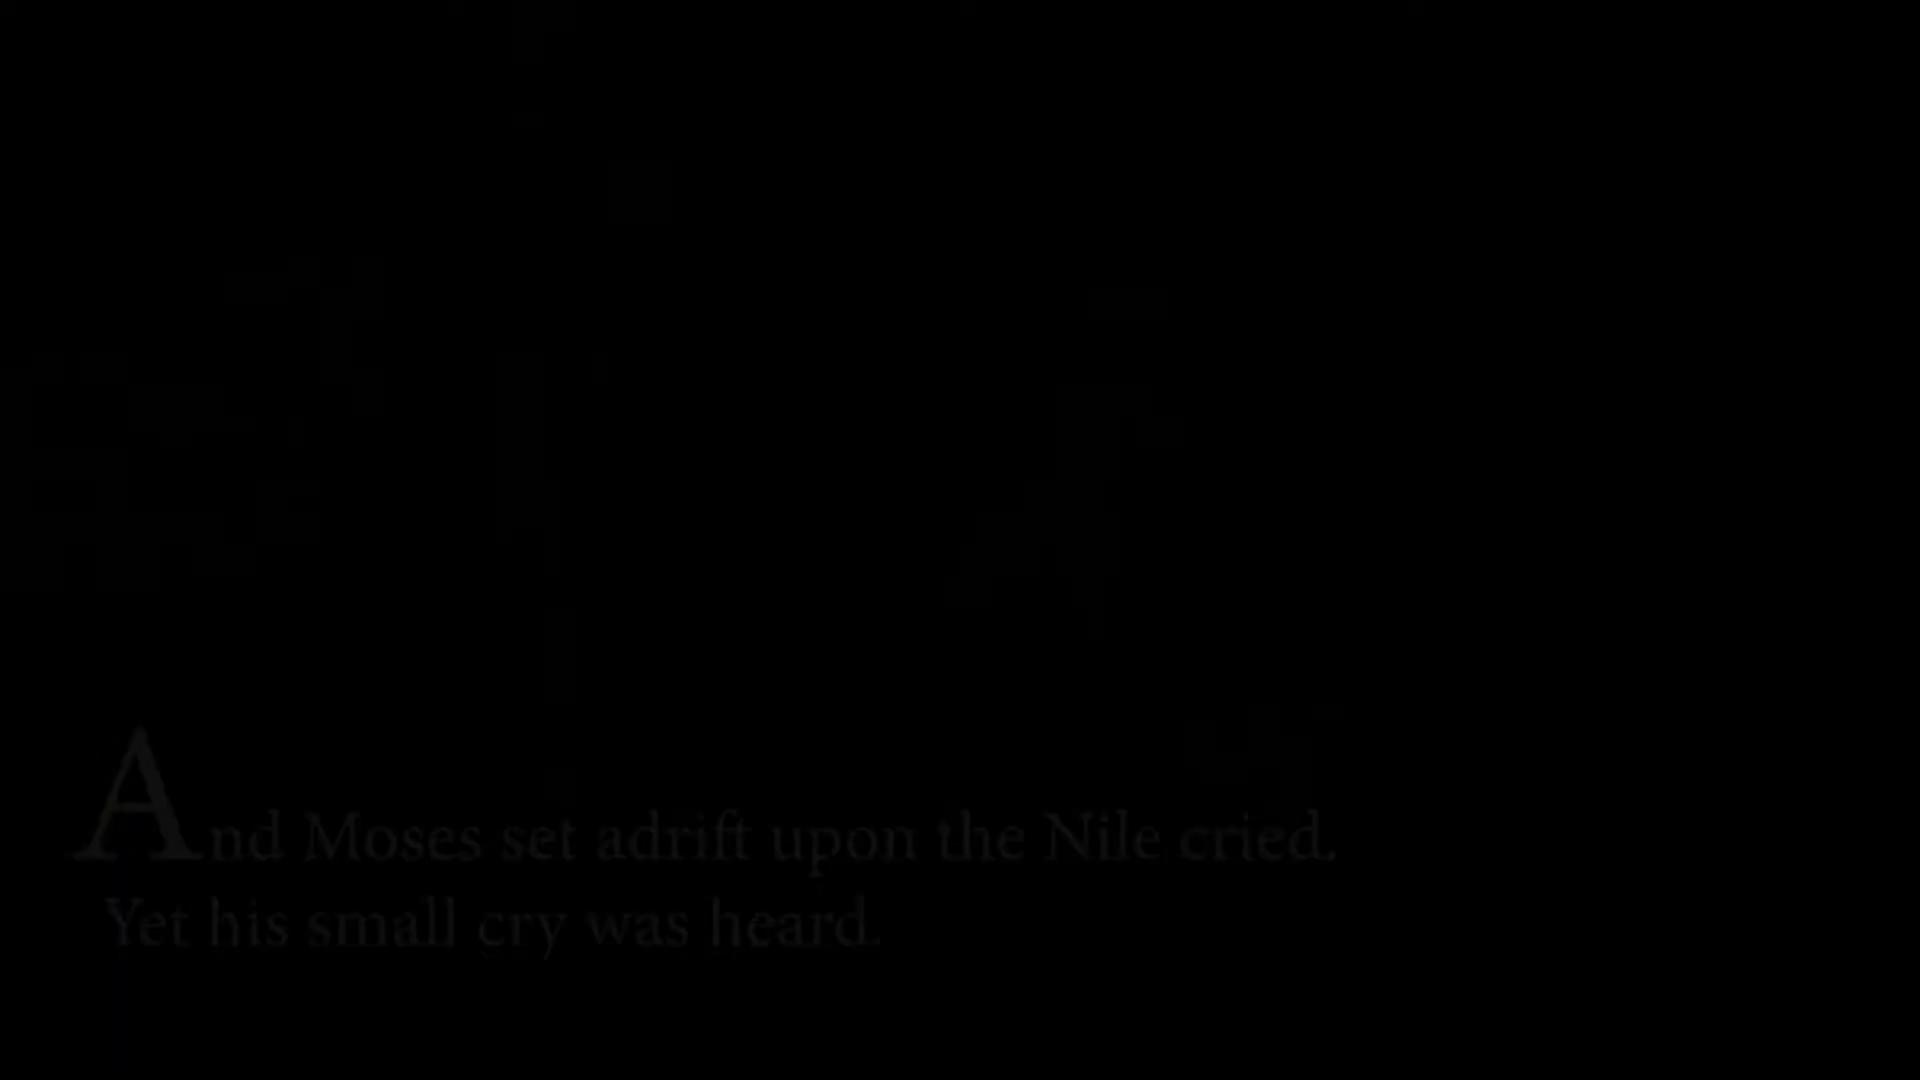 And Moses set adrift upon the Nile cried.
Yet his small cry was heard.